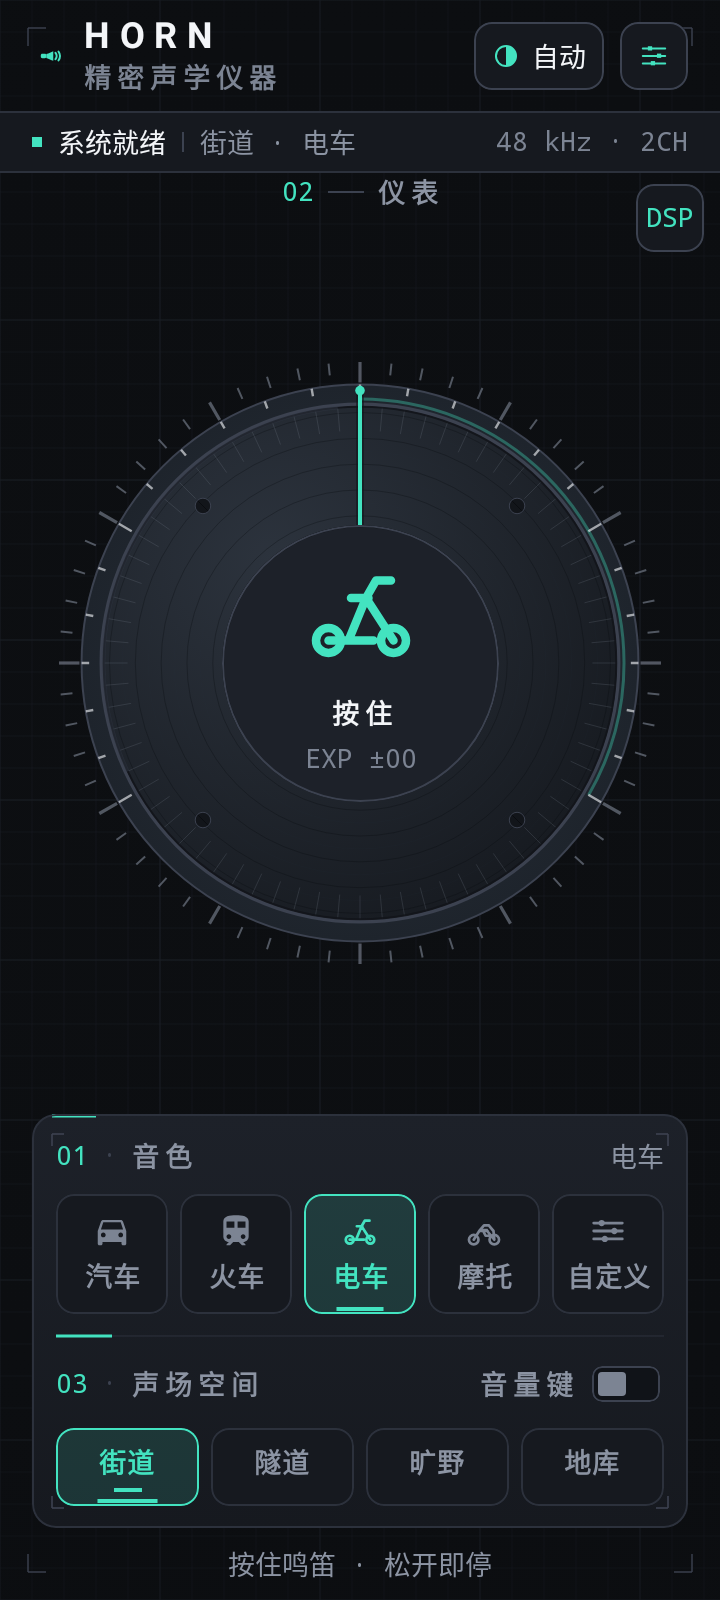 HORN
精密声学仪器
自动
系统就绪 街道 · 电车 48 kHz · 2CH
02 仪表
DSP
按住
EXP ±00
01 · 音色 电车
汽车 火车 电车 摩托 自定义
03 · 声场空间 音量键
街道 隧道 旷野 地库
按住鸣笛 · 松开即停